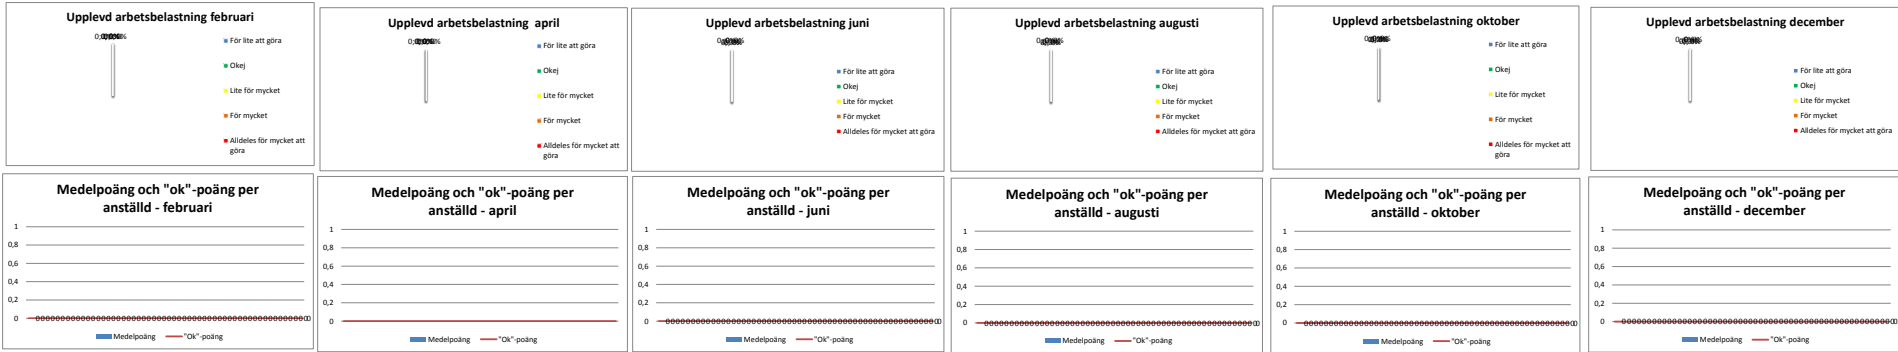 Upplevd arbetsbelastning februari
För lite att göra
Okej
Lite för mycket
För mycket
Alldeles för mycket att
göra
Upplevd arbetsbelastning  april
För lite att göra
Okej
Lite för mycket
För mycket
Alldeles för mycket att
göra
Upplevd arbetsbelastning juni
För lite att göra
Okej
Lite för mycket
För mycket
Alldeles för mycket att göra
Upplevd arbetsbelastning augusti
För lite att göra
Okej
Lite för mycket
För mycket
Alldeles för mycket att göra
Upplevd arbetsbelastning oktober
För lite att göra
Okej
Lite för mycket
För mycket
Alldeles för mycket att
göra
Upplevd arbetsbelastning december
För lite att göra
Okej
Lite för mycket
För mycket
Alldeles för mycket att göra
Medelpoäng och "ok"-poäng per
anställd - februari
1
0,8
0,6
0,4
0,2
0
Medelpoäng "Ok"-poäng
Medelpoäng och "ok"-poäng per
anställd - april
1
0,8
0,6
0,4
0,2
0
Medelpoäng "Ok"-poäng
Medelpoäng och "ok"-poäng per
anställd - juni
1
0,8
0,6
0,4
0,2
0
Medelpoäng "Ok"-poäng
Medelpoäng och "ok"-poäng per
anställd - augusti
1
0,8
0,6
0,4
0,2
0
Medelpoäng "Ok"-poäng
Medelpoäng och "ok"-poäng per
anställd - oktober
1
0,8
0,6
0,4
0,2
0
Medelpoäng "Ok"-poäng
Medelpoäng och "ok"-poäng per
anställd - december
1
0,8
0,6
0,4
0,2
0
Medelpoäng "Ok"-poäng